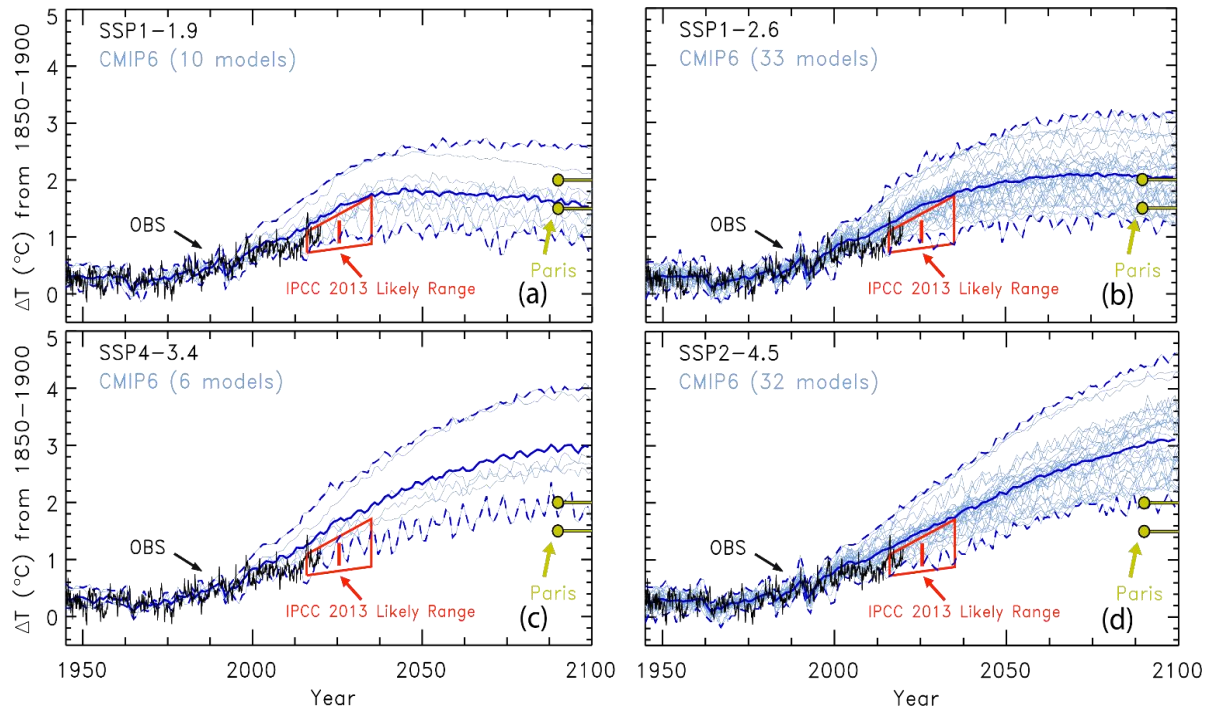 5
4
3
2
1
0
ΔT (°C) from 1850−1900
SSP1−1.9
CMIP6 (10 models)
OBS
IPCC 2013 Likely Range
Paris
(a)
SSP1−2.6
CMIP6 (33 models)
OBS
IPCC 2013 Likely Range
Paris
(b)
5
4
3
2
1
0
ΔT (°C) from 1850−1900
SSP4−3.4
CMIP6 (6 models)
OBS
IPCC 2013 Likely Range
Paris
(c)
1950
2000
2050
2100
Year
SSP2−4.5
CMIP6 (32 models)
OBS
IPCC 2013 Likely Range
Paris
(d)
1950
2000
2050
2100
Year